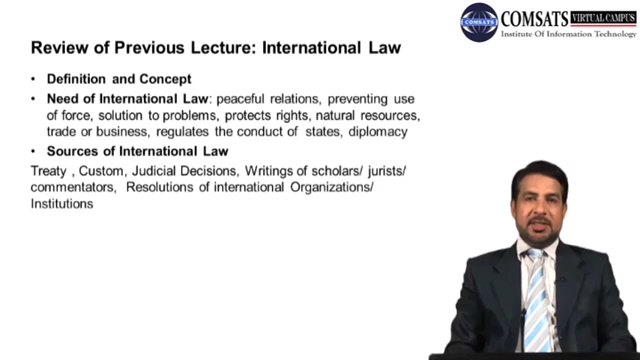 COMSATS VIRTUAL CAMPUS
Institute Of Information Technology
COMSATS
Review of Previous Lecture: International Law
• Definition and Concept
• Need of International Law: peaceful relations, preventing use
of force, solution to problems, protects rights, natural resources,
trade or business, regulates the conduct of states, diplomacy
• Sources of International Law
Treaty , Custom, Judicial Decisions, Writings of scholars/ jurists/
commentators, Resolutions of international Organizations/
Institutions